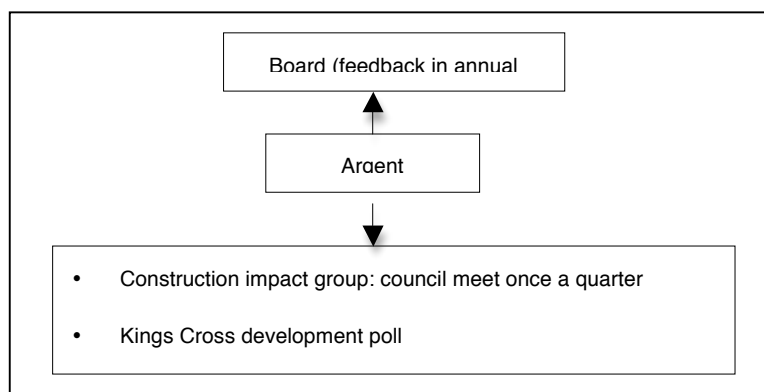 Board (feedback in annual
Argent
• Construction impact group: council meet once a quarter
• Kings Cross development poll